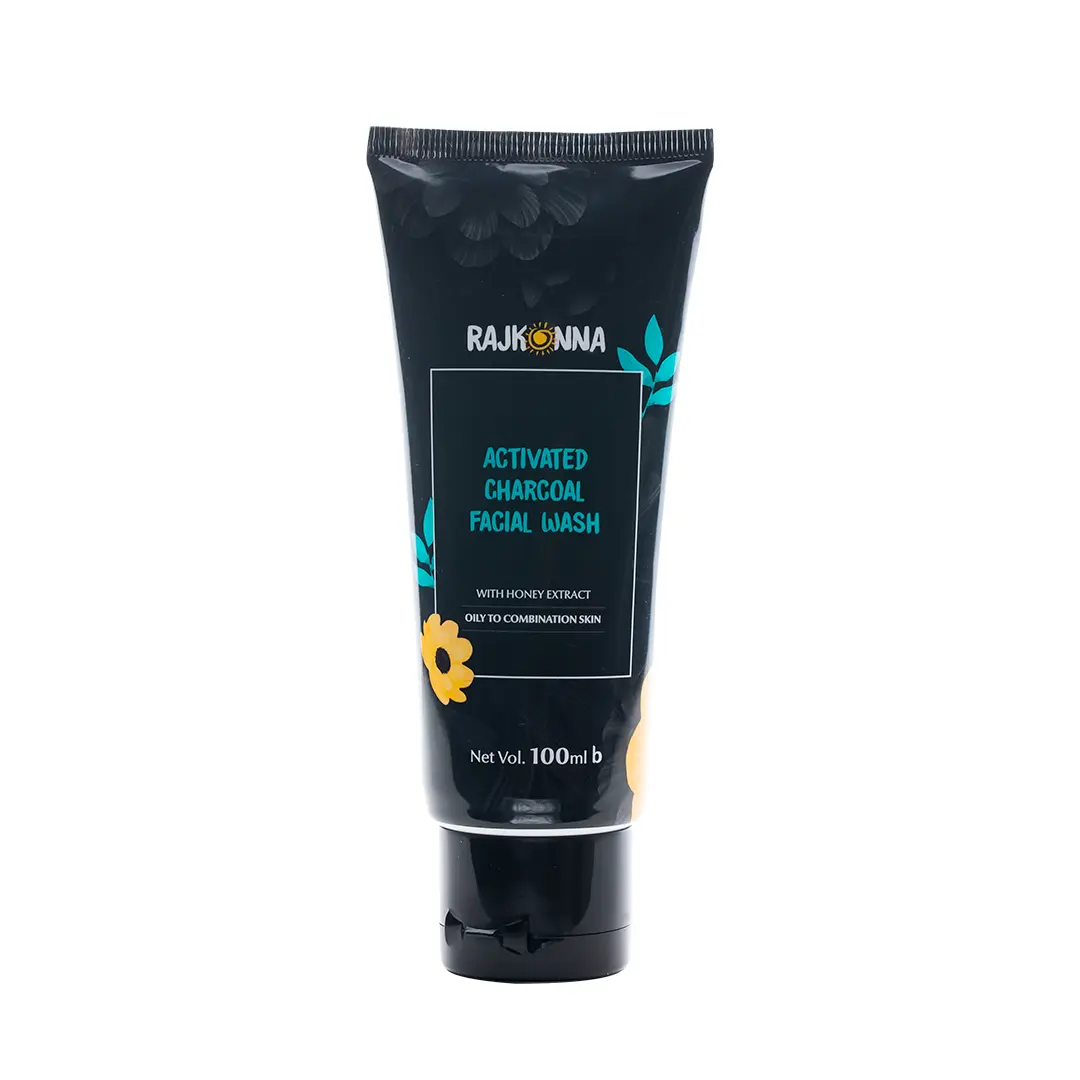 RAJKONNA
ACTIVATED
CHARCOAL
FACIAL WASH
WITH HONEY EXTRACT
OILY TO COMBINATION SKIN
Net Vol. 100ml b